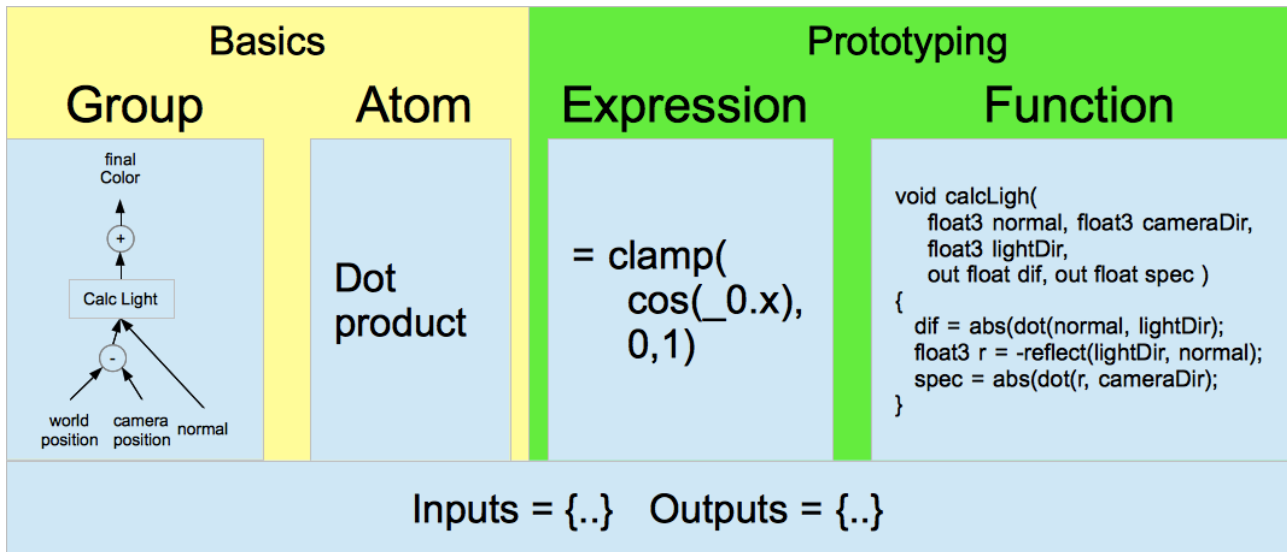 Basics
Group
Atom
final
Color
+
Calc Light
-
world
position
camera
position
normal
Dot
product
Prototyping
Expression
Function
= clamp(
cos(_0.x),
0,1)
void calcLigh(
float3 normal, float3 cameraDir,
float3 lightDir,
out float dif, out float spec )
{
dif = abs(dot(normal, lightDir);
float3 r = -reflect(lightDir, normal);
spec = abs(dot(r, cameraDir);
}
Inputs = {..} Outputs = {..}